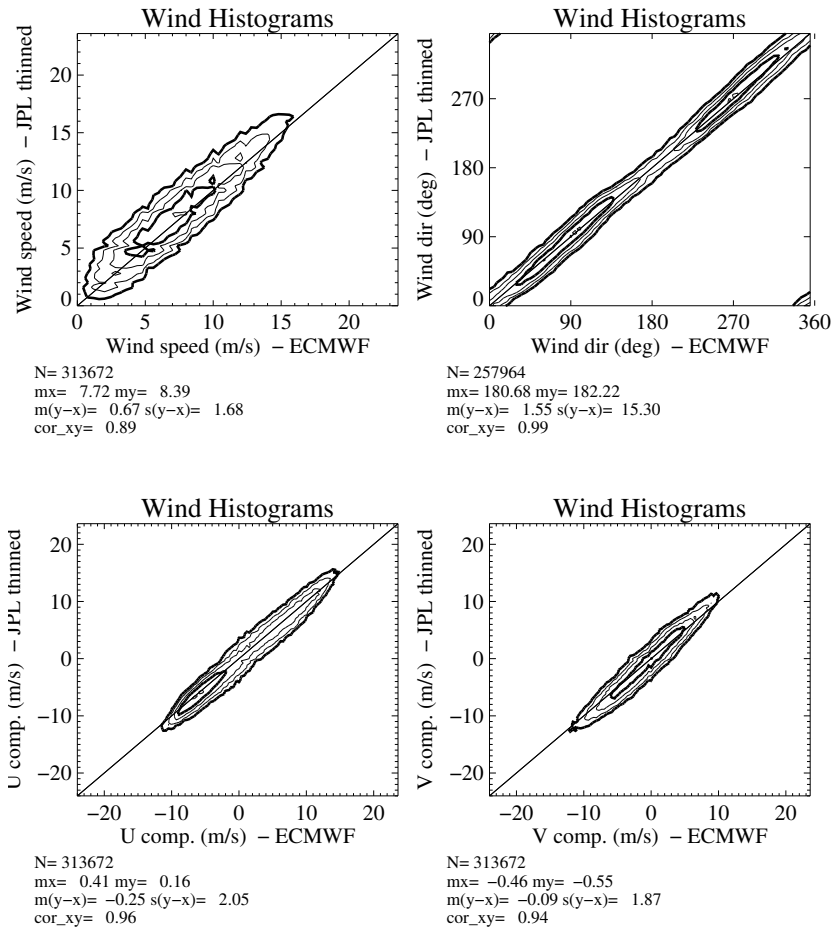 Wind Histograms
Wind speed (m/s) − JPL thinned
20
15
10
5
0
0 5 10 15 20
Wind speed (m/s) − ECMWF
N= 313672
mx= 7.72 my= 8.39
m(y−x)= 0.67 s(y−x)= 1.68
cor_xy= 0.89
Wind Histograms
Wind dir (deg) − JPL thinned
270
180
90
0
0 90 180 270 360
Wind dir (deg) − ECMWF
N= 257964
mx= 180.68 my= 182.22
m(y−x)= 1.55 s(y−x)= 15.30
cor_xy= 0.99
Wind Histograms
U comp. (m/s) − JPL thinned
20
10
0
−10
−20
−20 −10 0 10 20
U comp. (m/s) − ECMWF
N= 313672
mx= 0.41 my= 0.16
m(y−x)= −0.25 s(y−x)= 2.05
cor_xy= 0.96
Wind Histograms
V comp. (m/s) − JPL thinned
20
10
0
−10
−20
−20 −10 0 10 20
V comp. (m/s) − ECMWF
N= 313672
mx= −0.46 my= −0.55
m(y−x)= −0.09 s(y−x)= 1.87
cor_xy= 0.94